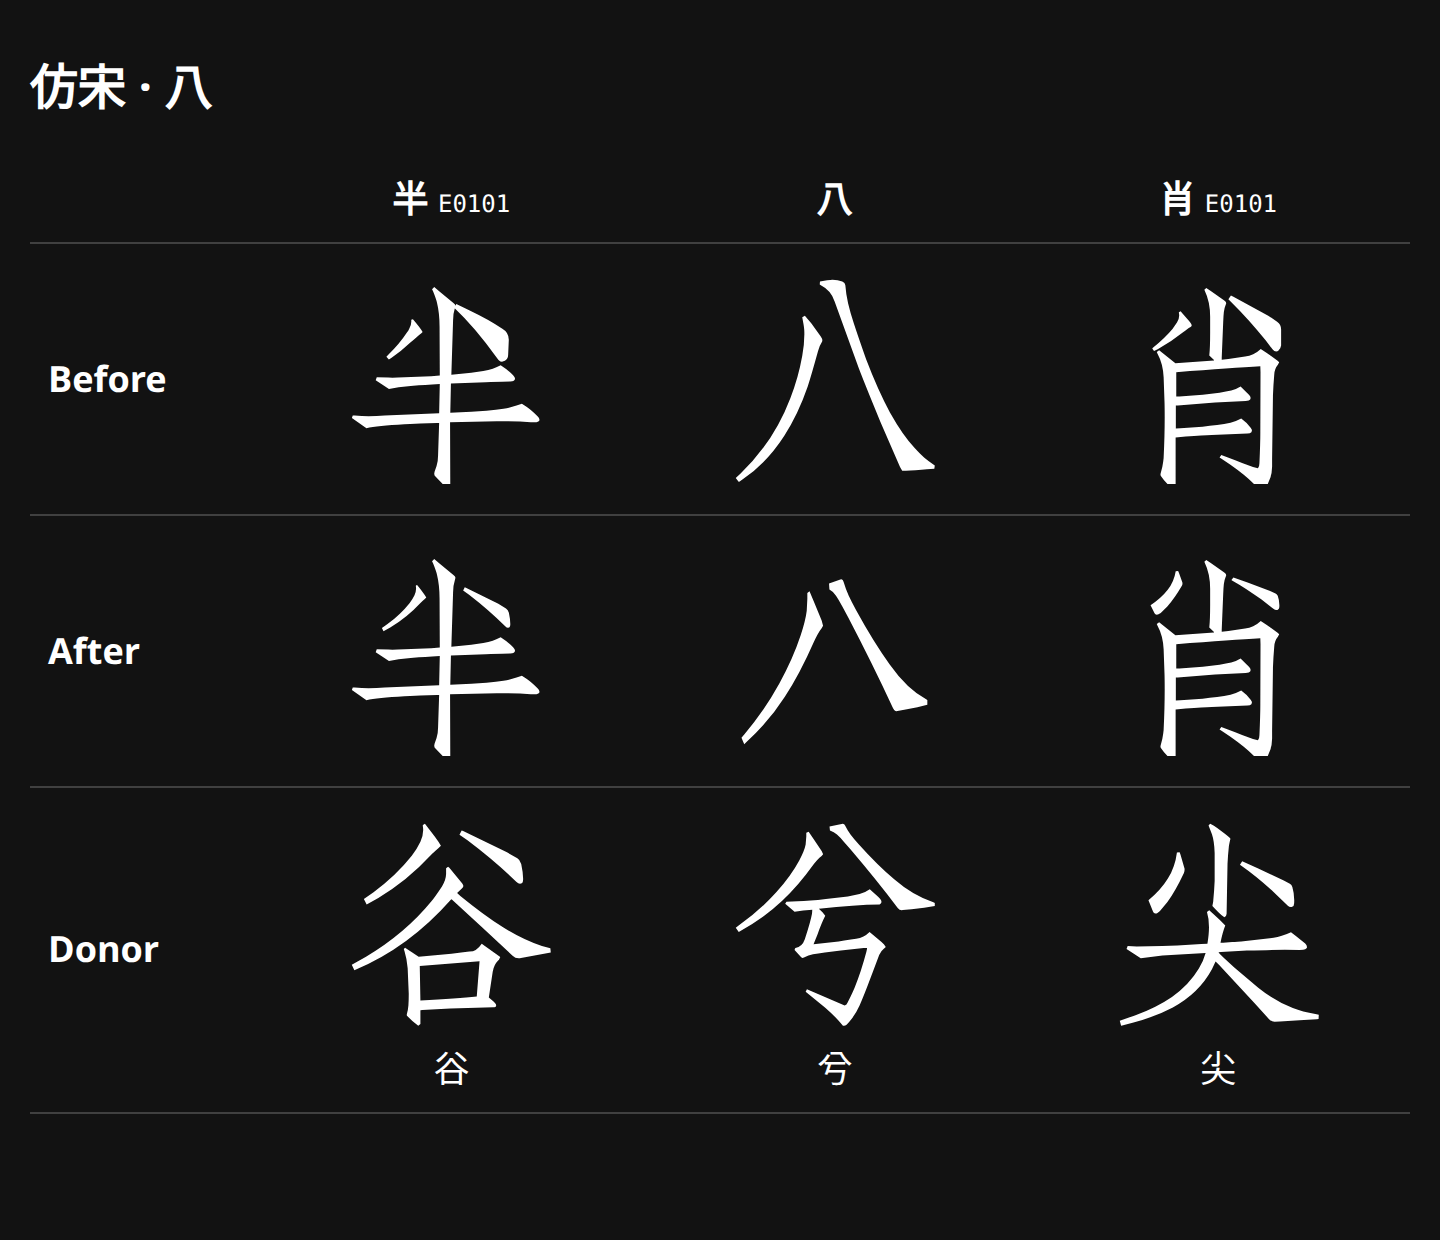 仿宋 · 八
半 E0101 八 肖 E0101
Before 半 八 肖
After 半 八 肖
Donor 谷 兮 尖
谷 兮 尖